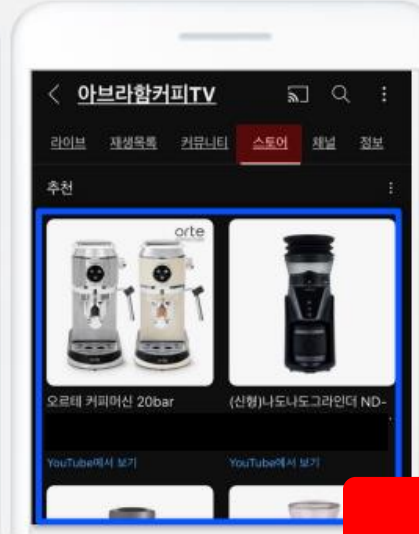 아브라함커피TV
라이브 재생목록 커뮤니티 스토어 채널 정보
추천
orte
오르테 커피머신 20bar
(신형)나도나도그라인더 ND-
YouTube에서 보기
YouTube에서 보기